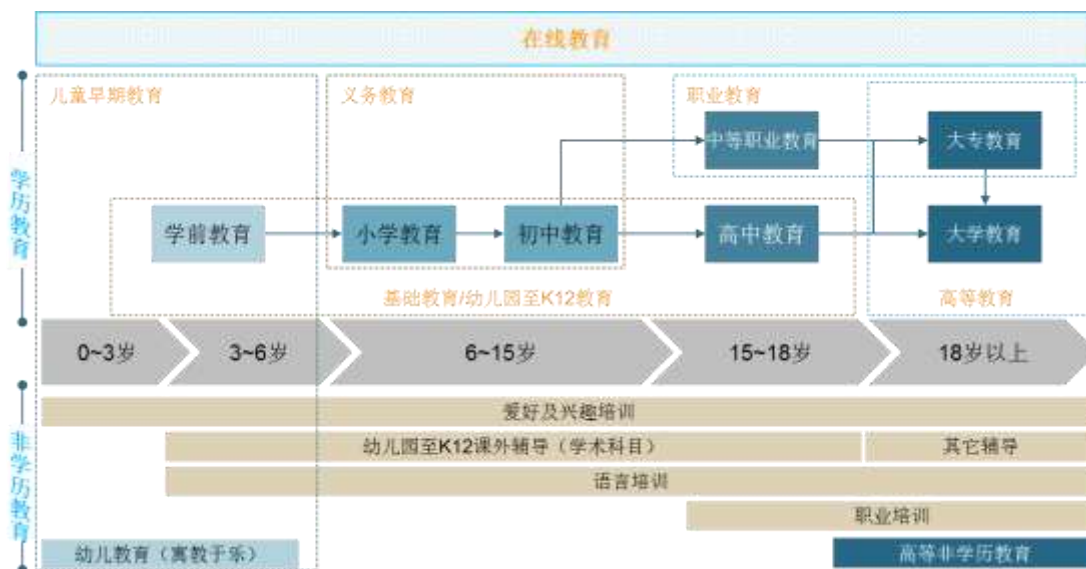 在线教育
学历教育
儿童早期教育
义务教育
职业教育
中等职业教育
大专教育
学前教育
小学教育
初中教育
高中教育
大学教育
基础教育/幼儿园至K12教育
高等教育
0~3岁
3~6岁
6~15岁
15~18岁
18岁以上
非学历教育
爱好及兴趣培训
幼儿园至K12课外辅导（学术科目）
其它辅导
语言培训
职业培训
幼儿教育（寓教于乐）
高等非学历教育